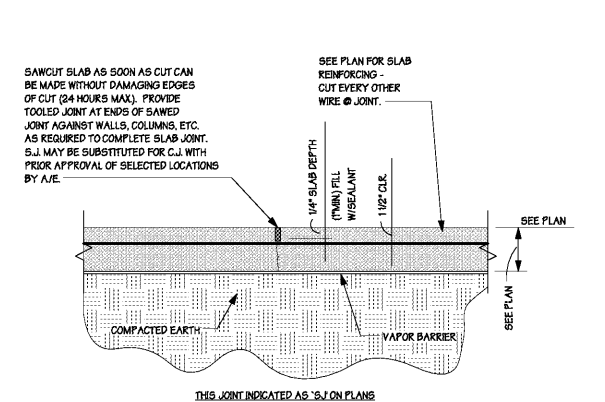 SAWCUT SLAB AS SOON AS CUT CAN
BE MADE WITHOUT DAMAGING EDGES
OF CUT (24 HOURS MAX). PROVIDE
TOOLED JOINT AT ENDS OF SAWED
JOINT AGAINST WALLS, COLUMNS, ETC.
AS REQUIRED TO COMPLETE SLAB JOINT.
S.J. MAY BE SUBSTITUTED FOR C.J. WITH
PRIOR APPROVAL OF SELECTED LOCATIONS
BY A/E.
SEE PLAN FOR SLAB
REINFORCING -
CUT EVERY OTHER
WIRE @ JOINT.
1/4" SLAB DEPTH
(1"MIN.) FILL
W/SEALANT
1 1/2" CLR.
SEE PLAN
SEE PLAN
COMPACTED EARTH
VAPOR BARRIER
THIS JOINT INDICATED AS 'SJ' ON PLANS